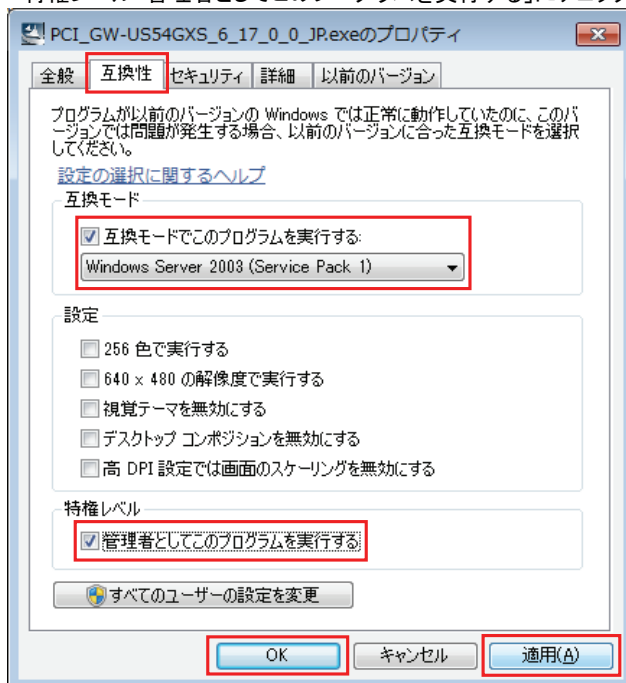 PCI_GW-US54GXS_6_17_0_0_JP.exeのプロパティ
全般 互換性 セキュリティ 詳細 以前のバージョン
プログラムが以前のバージョンの Windows では正常に動作していたのに、このバ
ージョンでは問題が発生する場合、以前のバージョンに合った互換モードを選択
してください。
設定の選択に関するヘルプ
互換モード
互換モードでこのプログラムを実行する:
Windows Server 2003 (Service Pack 1)
設定
256 色で実行する
640 x 480 の解像度で実行する
視覚テーマを無効にする
デスクトップ コンポジションを無効にする
高 DPI 設定では画面のスケーリングを無効にする
特権レベル
管理者としてこのプログラムを実行する
すべてのユーザーの設定を変更
OK キャンセル 適用(A)